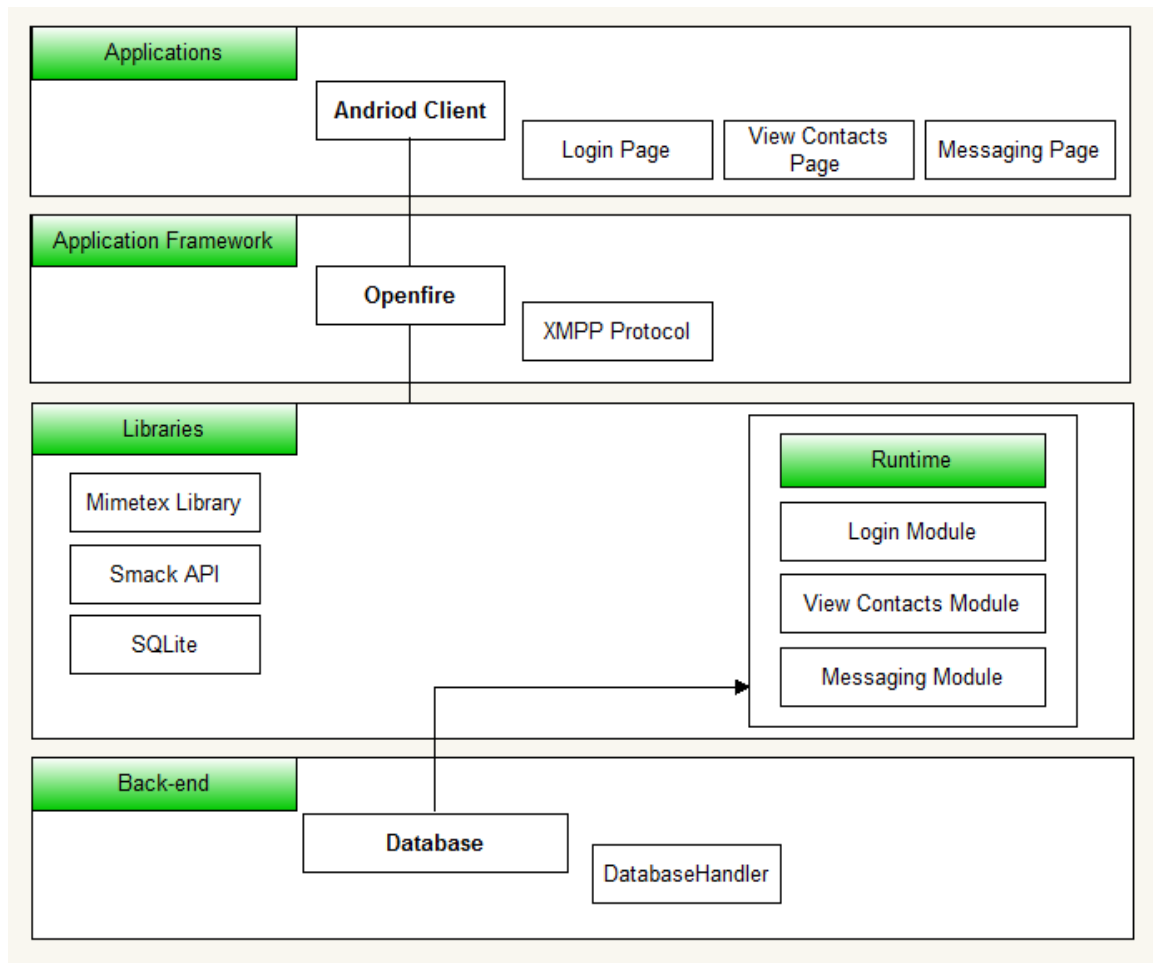 Applications
Andriod Client
Login Page
View Contacts
Page
Messaging Page
Application Framework
Openfire
XMPP Protocol
Libraries
Mimetex Library
Smack API
SQLite
Runtime
Login Module
View Contacts Module
Messaging Module
Back-end
Database
DatabaseHandler